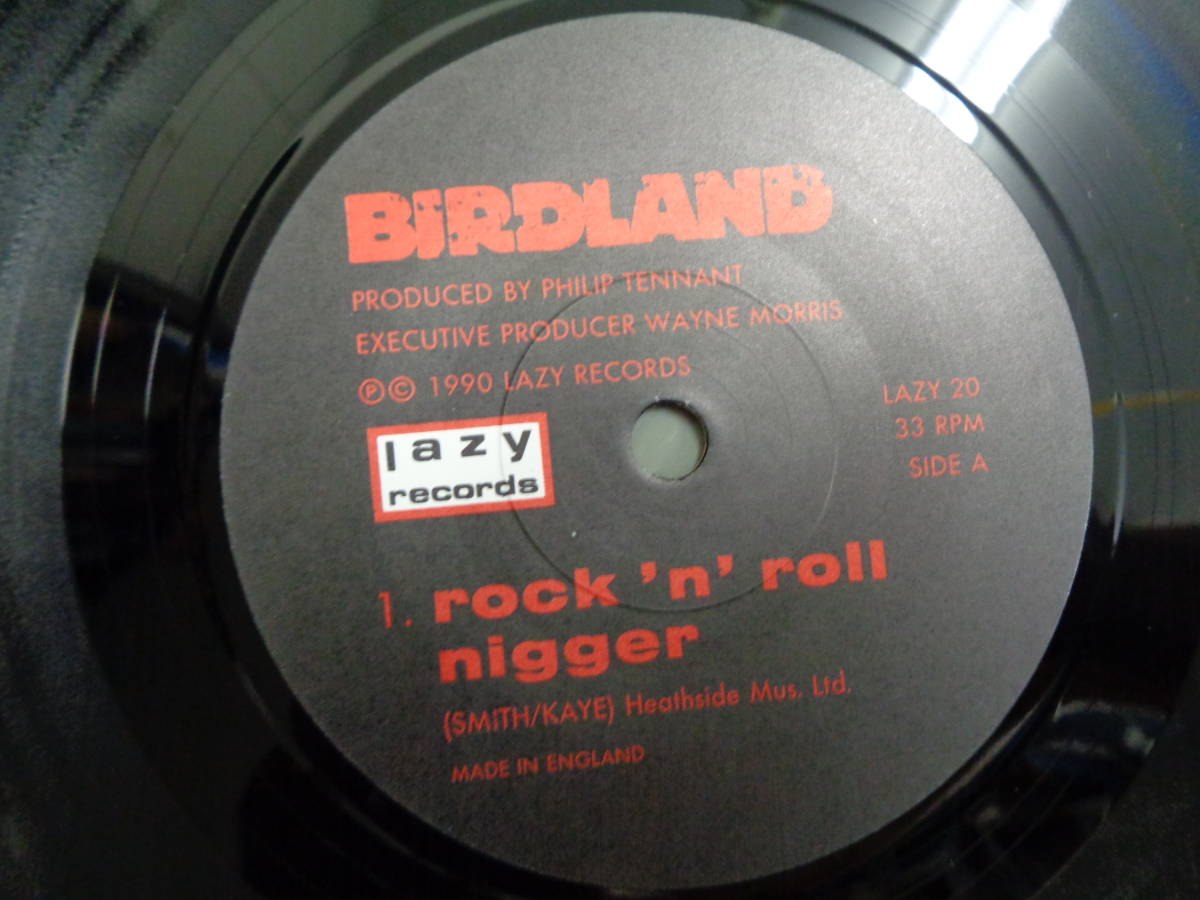 BiRDLAND
PRODUCED BY PHILIP TENNANT
EXECUTIVE PRODUCER WAYNE MORRIS
℗© 1990 LAZY RECORDS
LAZY 20
33 RPM
SIDE A
lazy
records
1. rock 'n' roll
nigger
(SMITH/KAYE) Heathside Mus. Ltd.
MADE IN ENGLAND